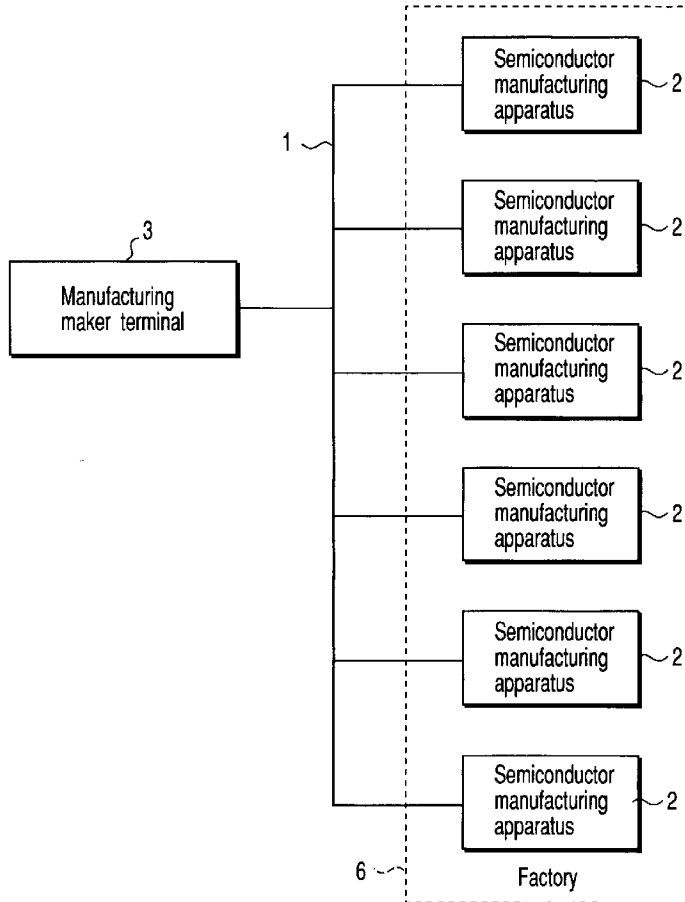 Semiconductor
manufacturing
apparatus
2
1
Semiconductor
manufacturing
apparatus
2
3
Manufacturing
maker terminal
Semiconductor
manufacturing
apparatus
2
Semiconductor
manufacturing
apparatus
2
Semiconductor
manufacturing
apparatus
2
Semiconductor
manufacturing
apparatus
2
6
Factory